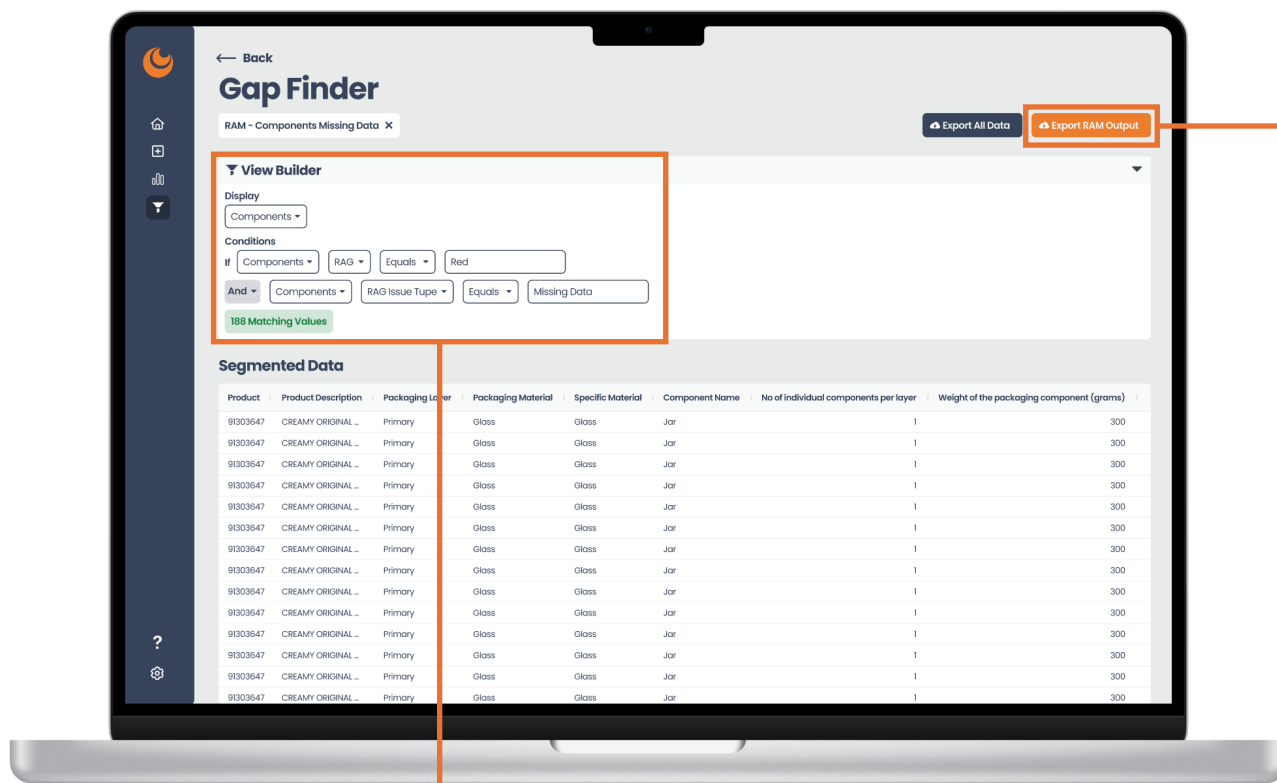 ← Back
Gap Finder
RAM - Components Missing Data ✕
Export All Data
Export RAM Output
View Builder
Display
Components
Conditions
If Components RAG Equals Red
And Components RAG Issue Tupe Equals Missing Data
188 Matching Values
Segmented Data
Product Product Description Packaging Layer Packaging Material Specific Material Component Name No of individual components per layer Weight of the packaging component (grams)
91303647 CREAMY ORIGINAL ... Primary Glass Glass Jar 1 300
91303647 CREAMY ORIGINAL ... Primary Glass Glass Jar 1 300
91303647 CREAMY ORIGINAL ... Primary Glass Glass Jar 1 300
91303647 CREAMY ORIGINAL ... Primary Glass Glass Jar 1 300
91303647 CREAMY ORIGINAL ... Primary Glass Glass Jar 1 300
91303647 CREAMY ORIGINAL ... Primary Glass Glass Jar 1 300
91303647 CREAMY ORIGINAL ... Primary Glass Glass Jar 1 300
91303647 CREAMY ORIGINAL ... Primary Glass Glass Jar 1 300
91303647 CREAMY ORIGINAL ... Primary Glass Glass Jar 1 300
91303647 CREAMY ORIGINAL ... Primary Glass Glass Jar 1 300
91303647 CREAMY ORIGINAL ... Primary Glass Glass Jar 1 300
91303647 CREAMY ORIGINAL ... Primary Glass Glass Jar 1 300
91303647 CREAMY ORIGINAL ... Primary Glass Glass Jar 1 300
91303647 CREAMY ORIGINAL ... Primary Glass Glass Jar 1 300
?